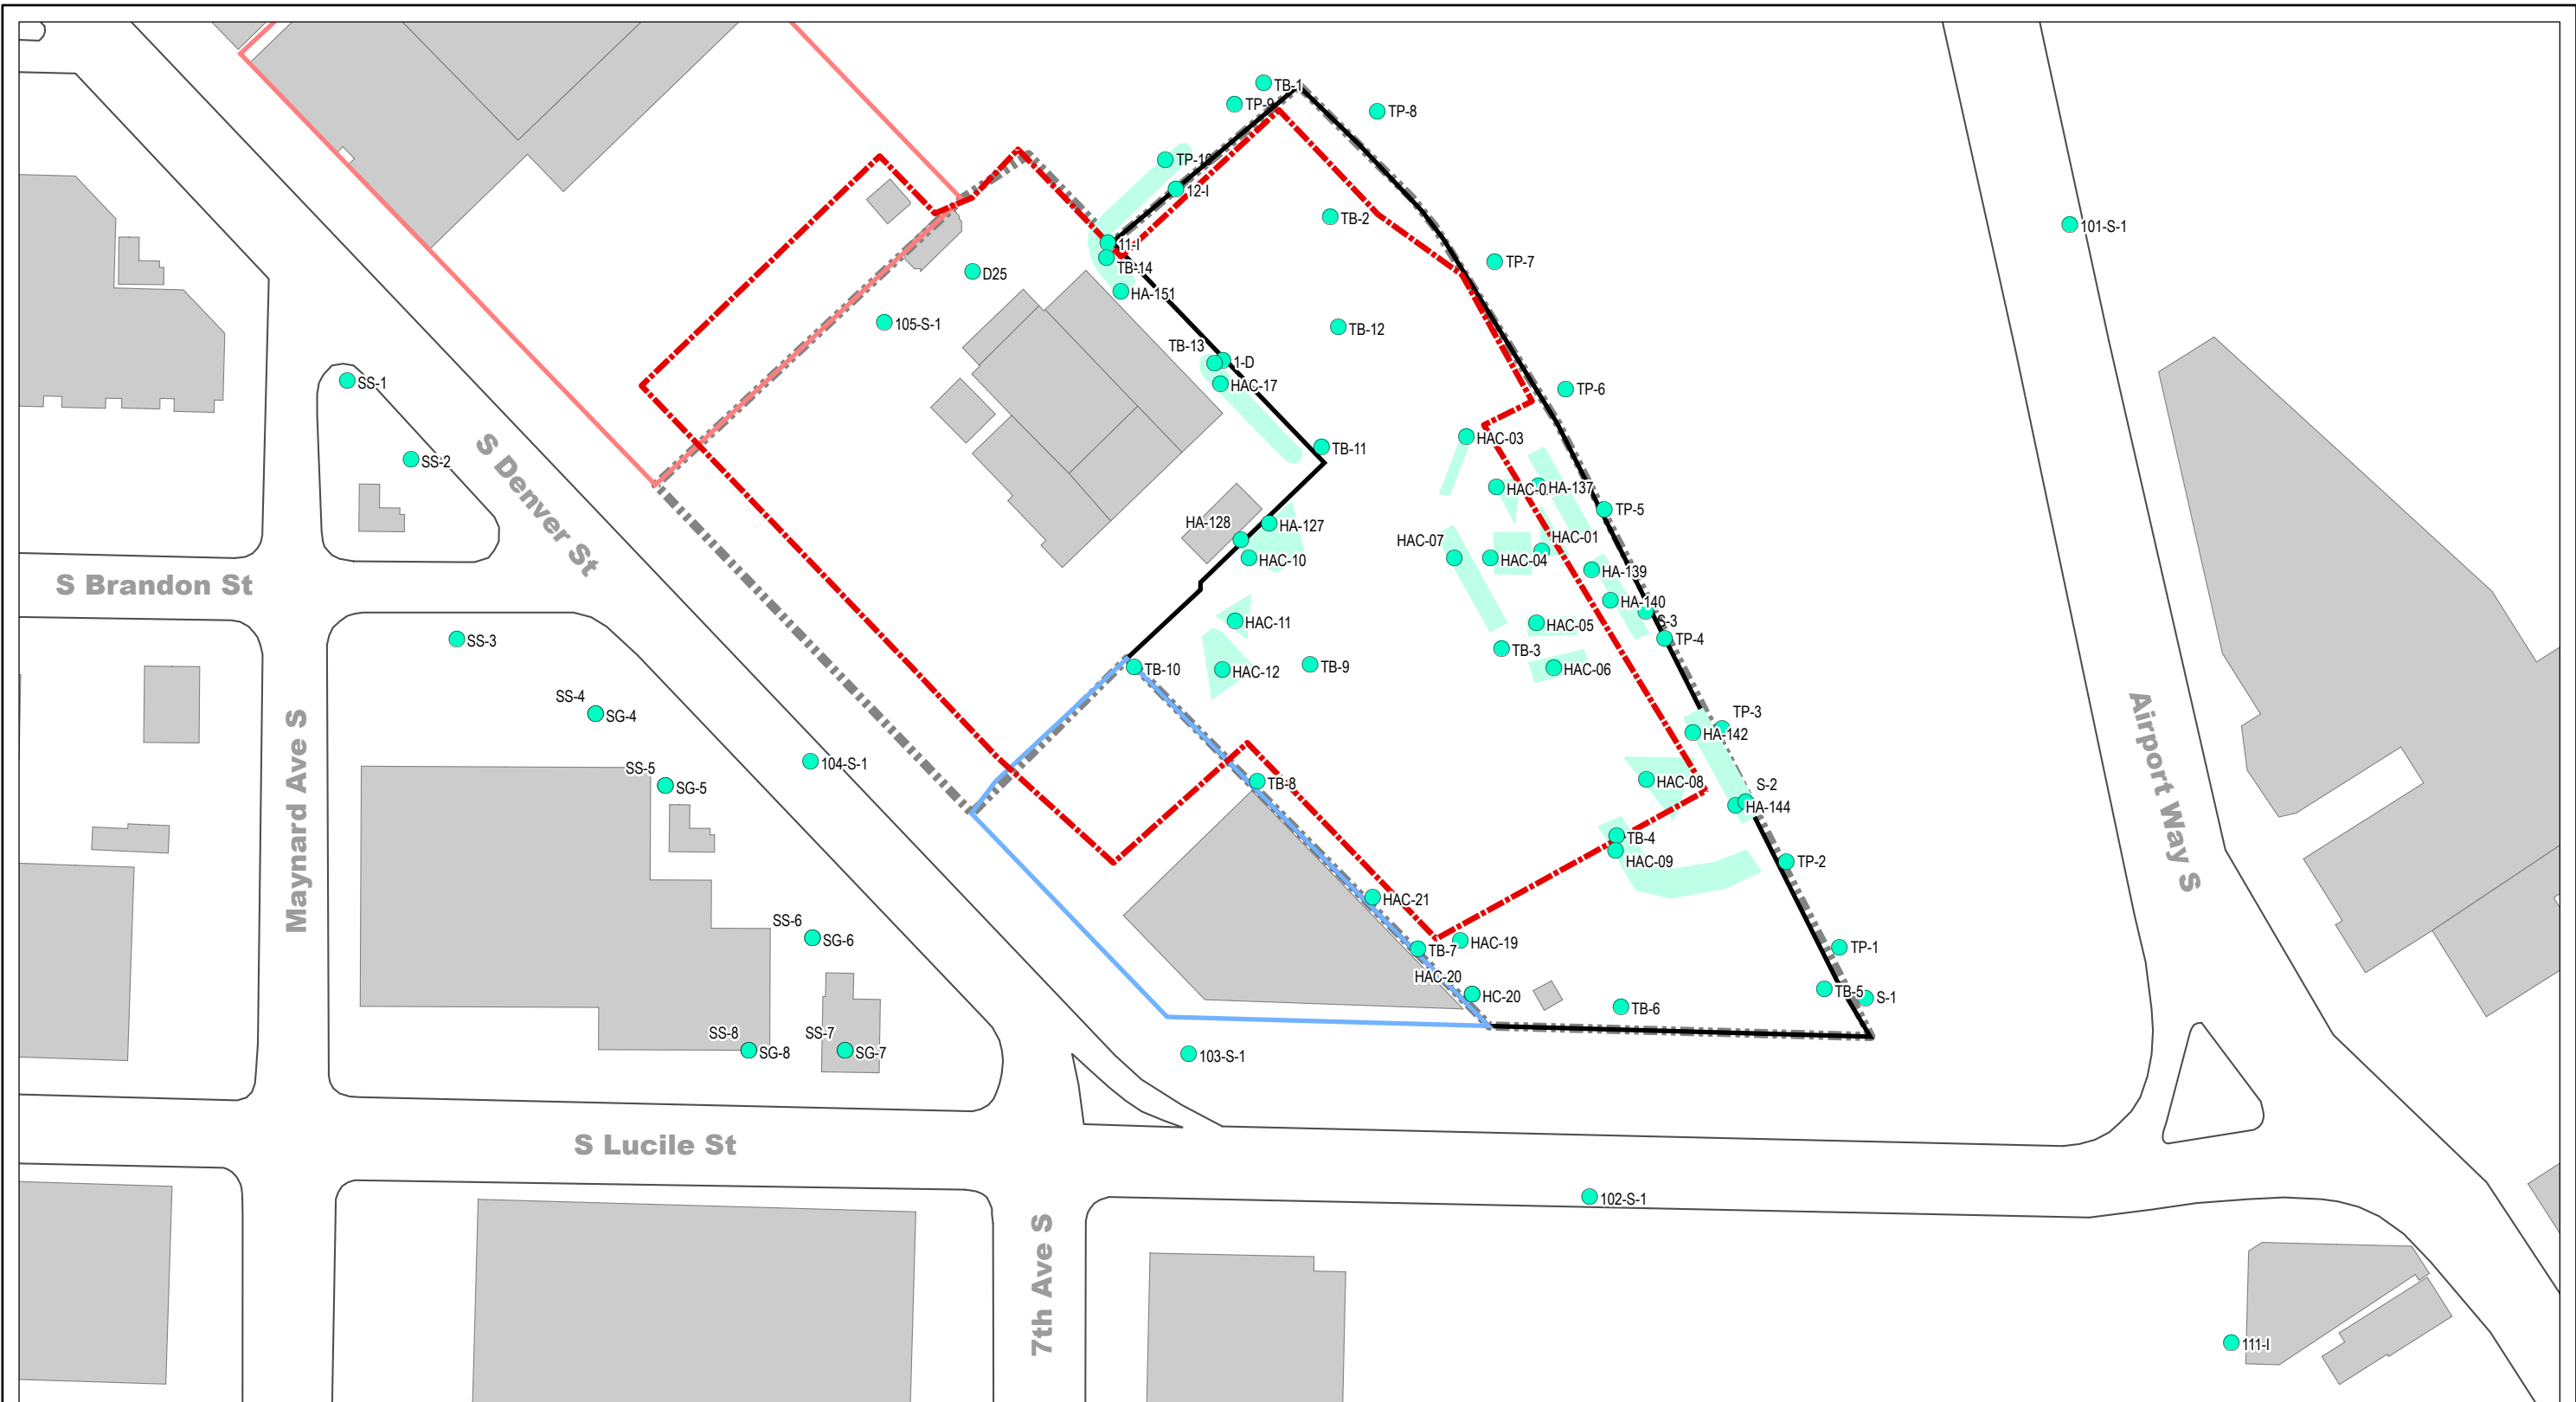 TB-1
TP-9
TP-8
TP-10
12-I
TB-2
101-S-1
11-I
TB-14
TP-7
D25
HA-151
105-S-1
TB-12
TB-13
1-D
HAC-17
SS-1
TP-6
HAC-03
TB-11
SS-2
S Denver St
HA-137
TP-5
HA-128
HA-127
HAC-07
HAC-01
HAC-10
HAC-04
HA-139
S Brandon St
HA-140
HAC-11
HAC-05
S-3
SS-3
TP-4
TB-3
TB-10
HAC-12
TB-9
HAC-06
SS-4
SG-4
TP-3
HA-142
Airport Way S
Maynard Ave S
104-S-1
SS-5
SG-5
TB-8
HAC-08
S-2
HA-144
TB-4
HAC-09
TP-2
HAC-21
SS-6
SG-6
HAC-19
TB-7
TP-1
HAC-20
HC-20
TB-5
S-1
TB-6
SS-8
SG-8
SS-7
SG-7
103-S-1
S Lucile St
102-S-1
7th Ave S
111-I